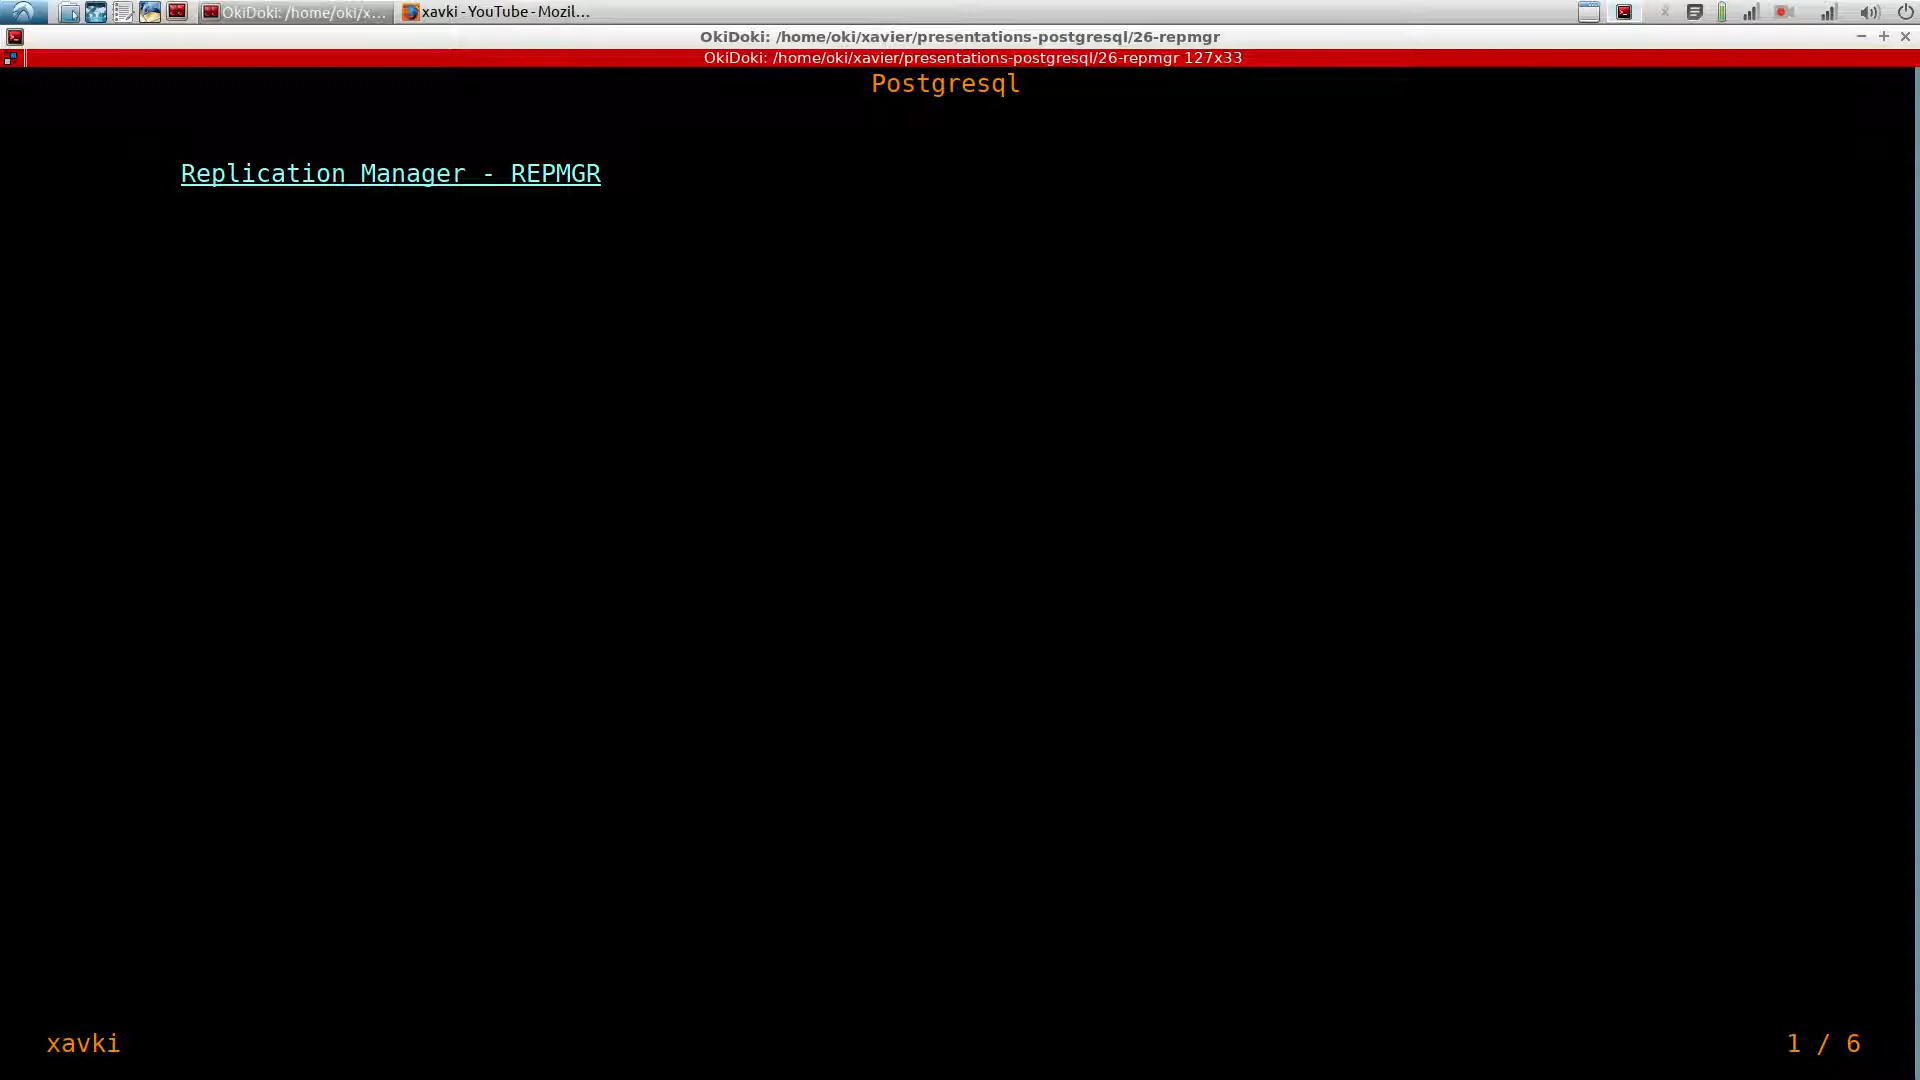 OkiDoki: /home/oki/x...
xavki - YouTube - Mozil...
OkiDoki: /home/oki/xavier/presentations-postgresql/26-repmgr
OkiDoki: /home/oki/xavier/presentations-postgresql/26-repmgr 127x33
Postgresql
Replication Manager - REPMGR
xavki
1 / 6